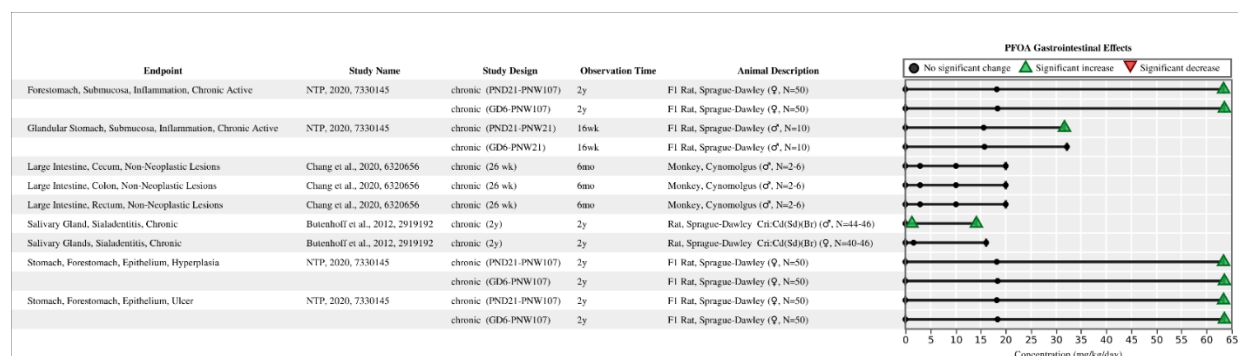 PFOA Gastrointestinal Effects
Endpoint Study Name Study Design Observation Time Animal Description No significant change Significant increase Significant decrease
Forestomach, Submucosa, Inflammation, Chronic Active NTP, 2020, 7330145 chronic (PND21-PNW107) 2y F1 Rat, Sprague-Dawley (♀, N=50)
chronic (GD6-PNW107) 2y F1 Rat, Sprague-Dawley (♀, N=50)
Glandular Stomach, Submucosa, Inflammation, Chronic Active NTP, 2020, 7330145 chronic (PND21-PNW21) 16wk F1 Rat, Sprague-Dawley (♂, N=10)
chronic (GD6-PNW21) 16wk F1 Rat, Sprague-Dawley (♂, N=10)
Large Intestine, Cecum, Non-Neoplastic Lesions Chang et al., 2020, 6320656 chronic (26 wk) 6mo Monkey, Cynomolgus (♂, N=2-6)
Large Intestine, Colon, Non-Neoplastic Lesions Chang et al., 2020, 6320656 chronic (26 wk) 6mo Monkey, Cynomolgus (♂, N=2-6)
Large Intestine, Rectum, Non-Neoplastic Lesions Chang et al., 2020, 6320656 chronic (26 wk) 6mo Monkey, Cynomolgus (♂, N=2-6)
Salivary Gland, Sialadentitis, Chronic Butenhoff et al., 2012, 2919192 chronic (2y) 2y Rat, Sprague-Dawley Crl:Cd(Sd)(Br) (♂, N=44-46)
Salivary Glands, Sialadentitis, Chronic Butenhoff et al., 2012, 2919192 chronic (2y) 2y Rat, Sprague-Dawley Crl:Cd(Sd)(Br) (♀, N=40-46)
Stomach, Forestomach, Epithelium, Hyperplasia NTP, 2020, 7330145 chronic (PND21-PNW107) 2y F1 Rat, Sprague-Dawley (♀, N=50)
chronic (GD6-PNW107) 2y F1 Rat, Sprague-Dawley (♀, N=50)
Stomach, Forestomach, Epithelium, Ulcer NTP, 2020, 7330145 chronic (PND21-PNW107) 2y F1 Rat, Sprague-Dawley (♀, N=50)
chronic (GD6-PNW107) 2y F1 Rat, Sprague-Dawley (♀, N=50)
0 5 10 15 20 25 30 35 40 45 50 55 60 65
Concentration (mg/kg/day)